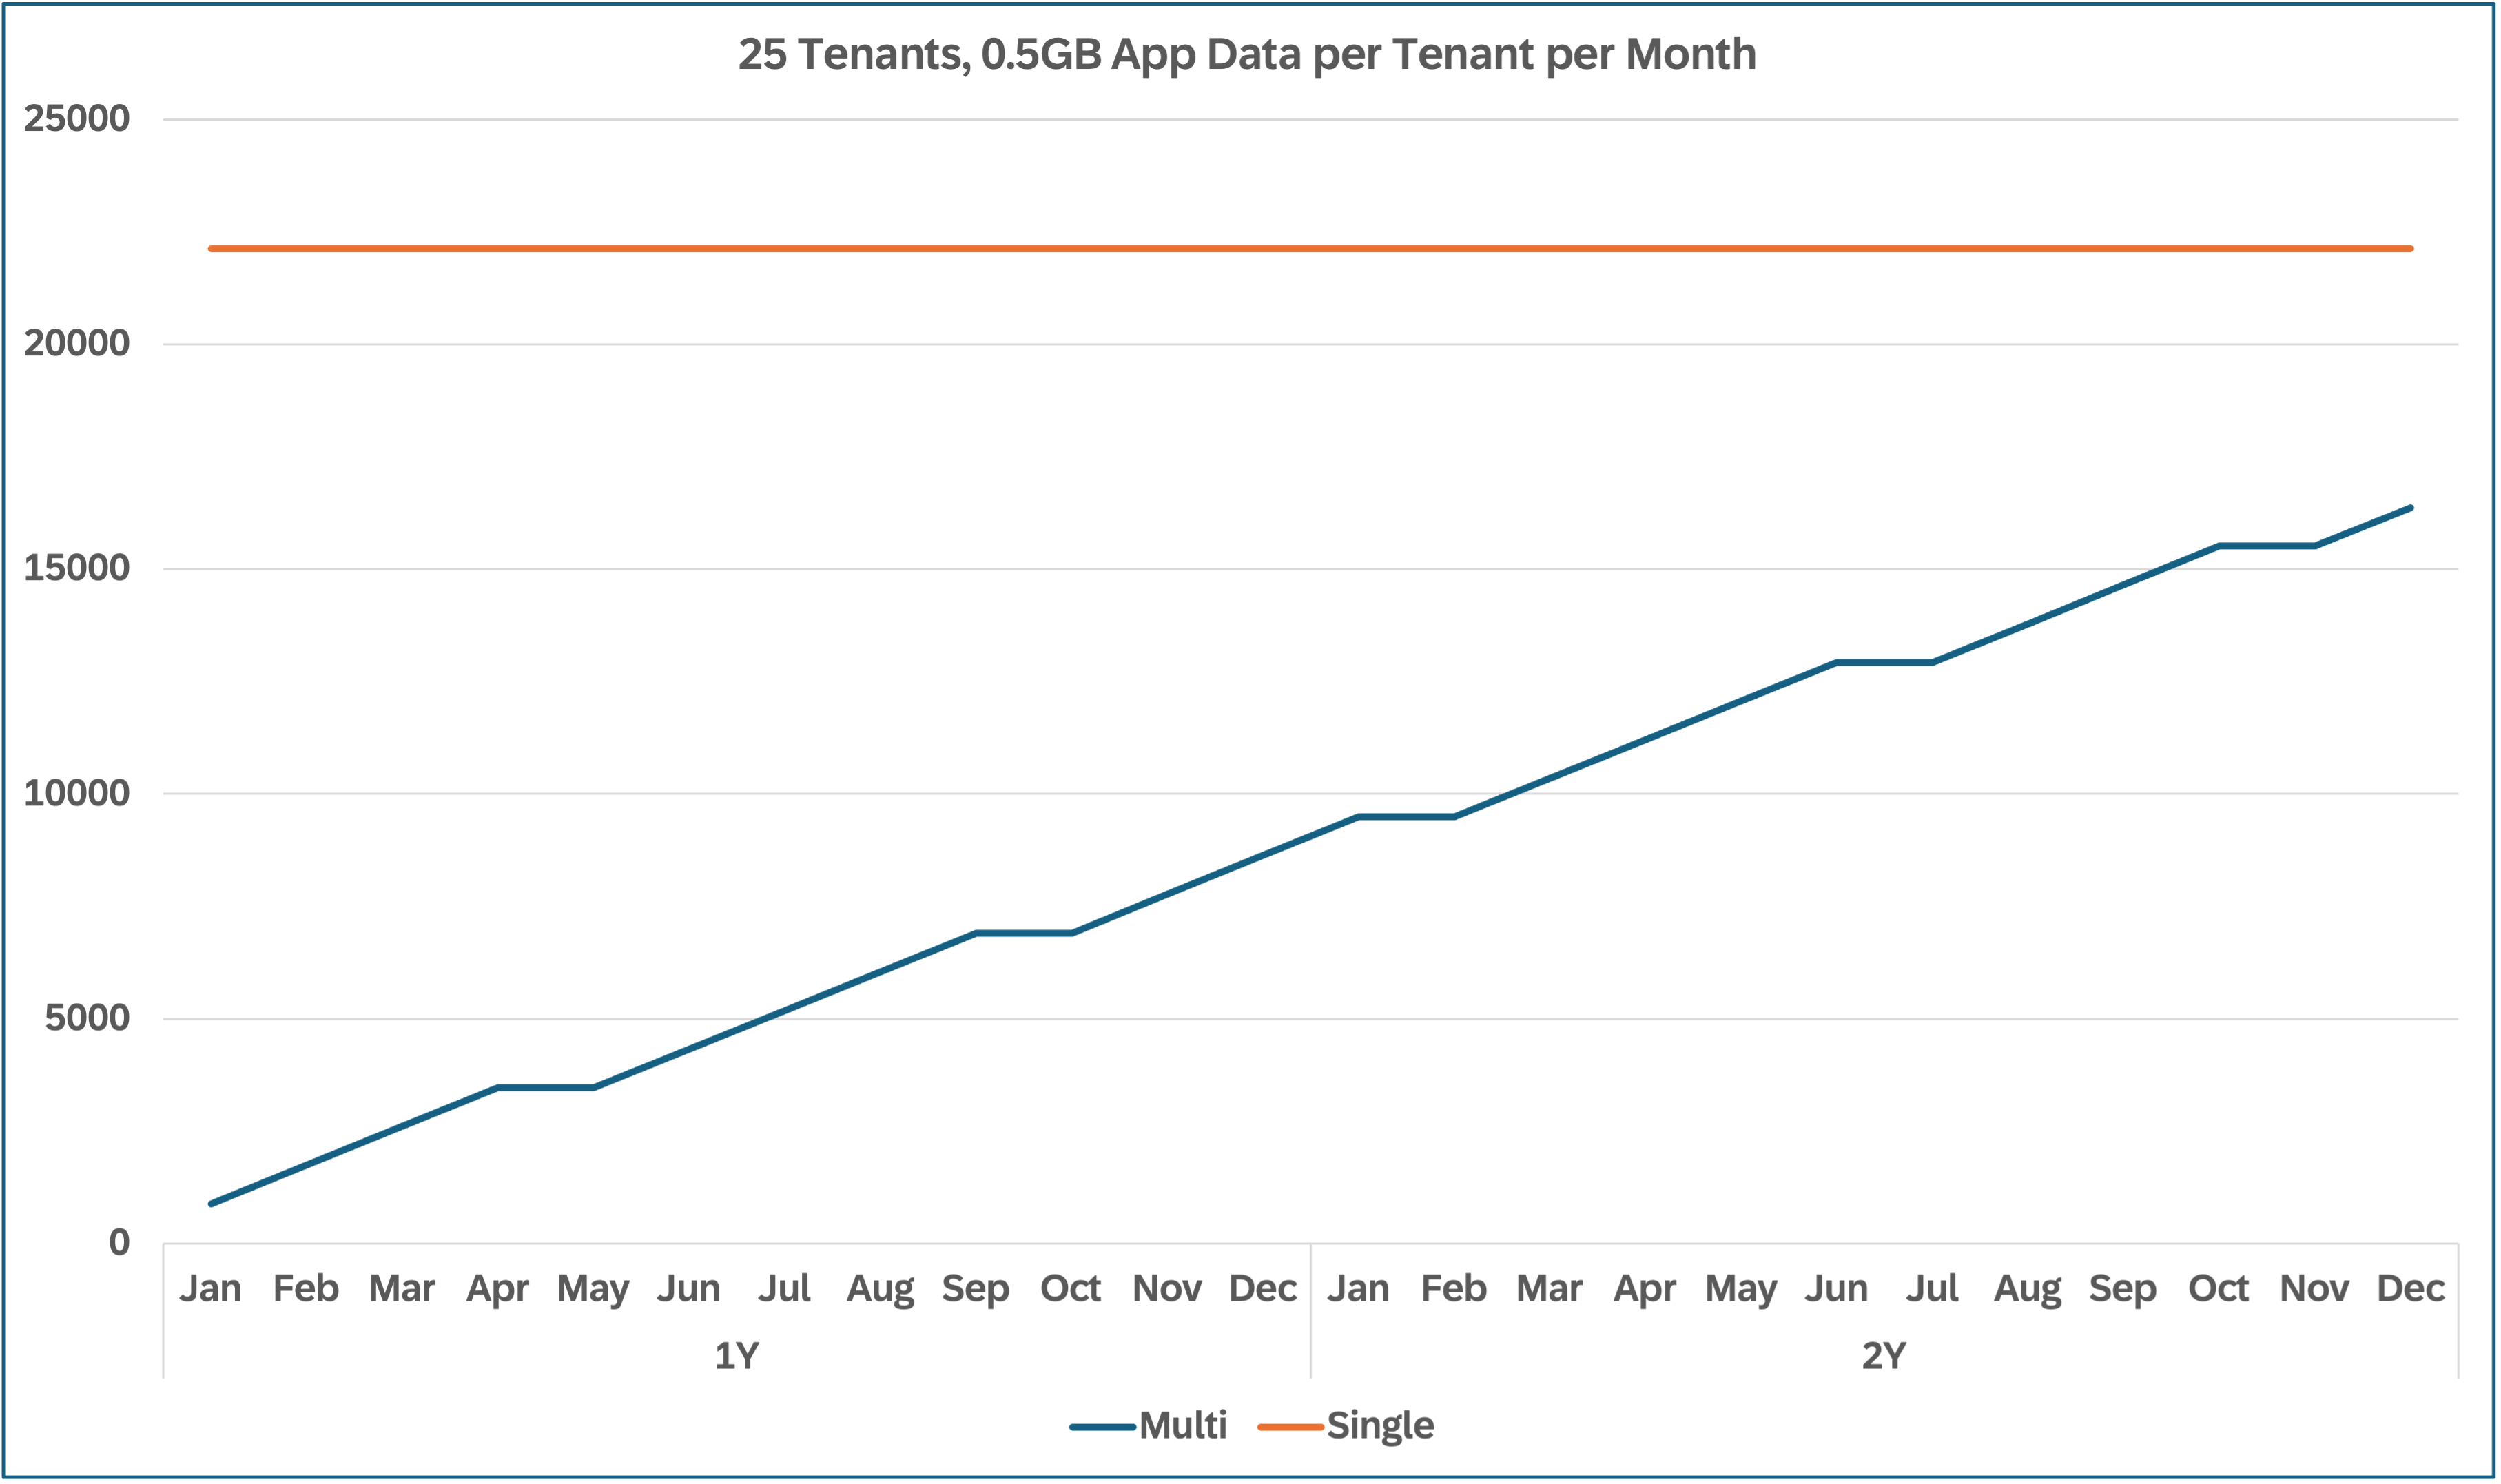 25 Tenants, 0.5GB App Data per Tenant per Month
25000
20000
15000
10000
5000
0
Jan Feb Mar Apr May Jun Jul Aug Sep Oct Nov Dec Jan Feb Mar Apr May Jun Jul Aug Sep Oct Nov Dec
1Y 2Y
Multi Single